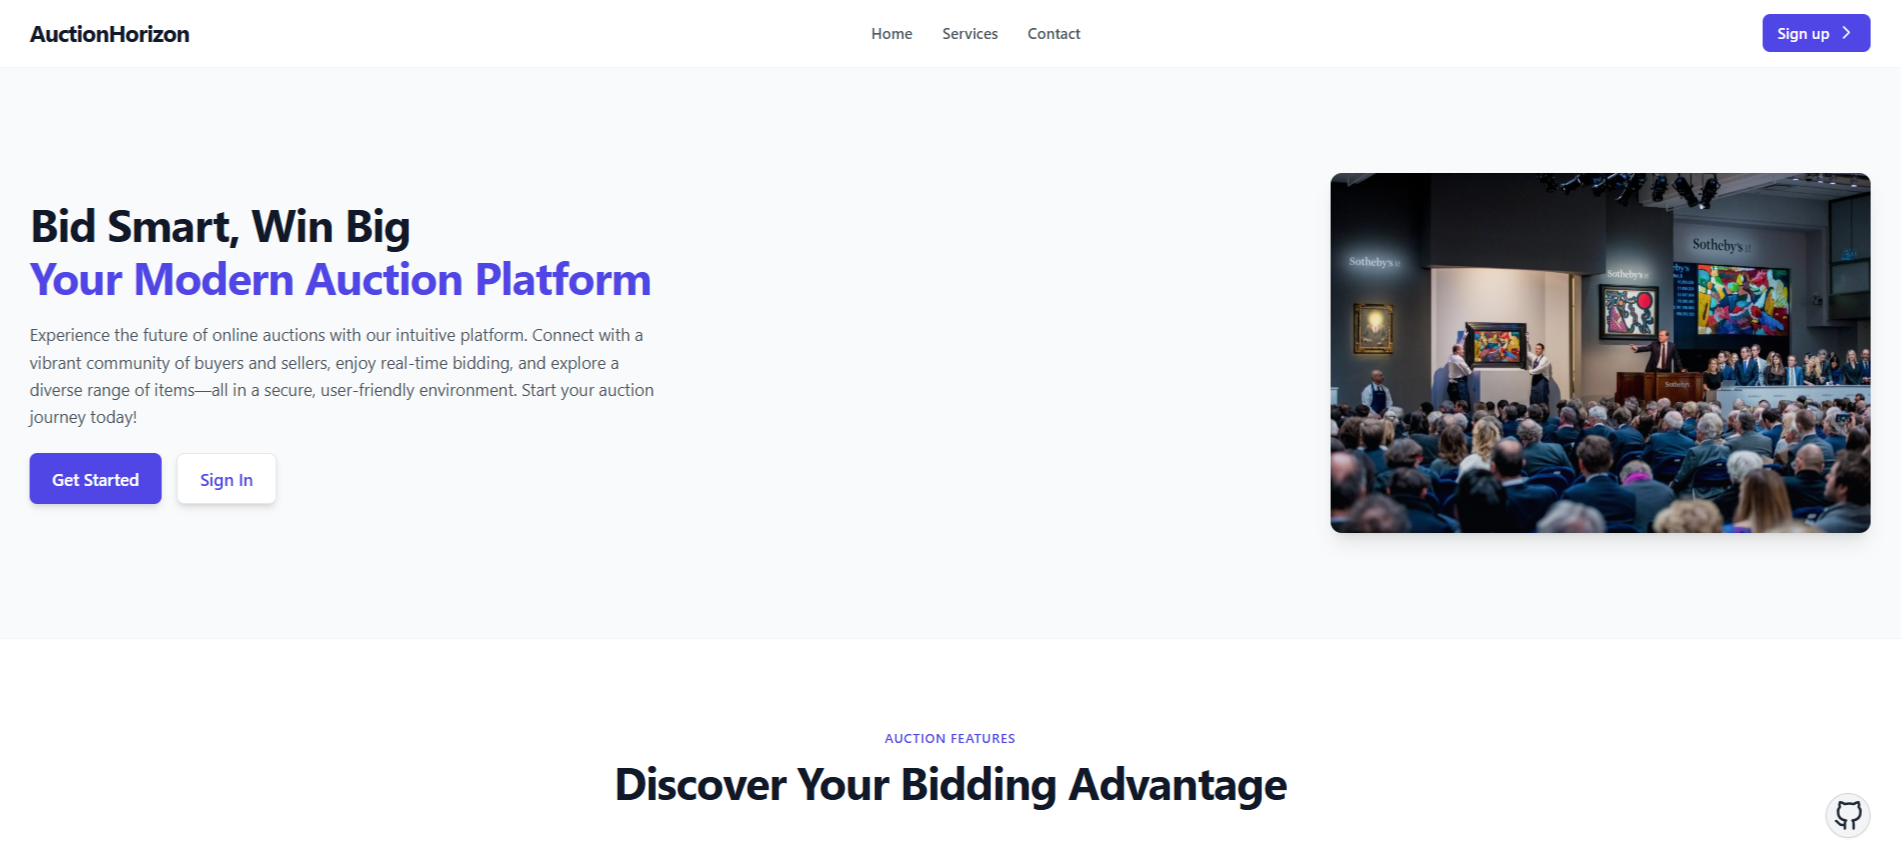 AuctionHorizon
Home
Services
Contact
Sign up
Bid Smart, Win Big
Your Modern Auction Platform
Experience the future of online auctions with our intuitive platform. Connect with a
vibrant community of buyers and sellers, enjoy real-time bidding, and explore a
diverse range of items—all in a secure, user-friendly environment. Start your auction
journey today!
Get Started
Sign In
Sotheby's
Sotheby's
Sotheby's
Sotheby's
AUCTION FEATURES
Discover Your Bidding Advantage